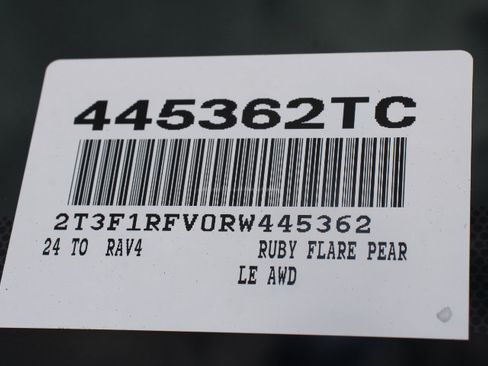 445362TC
2T3F1RFV0RW445362
24 TO RAV4 RUBY FLARE PEAR
LE AWD